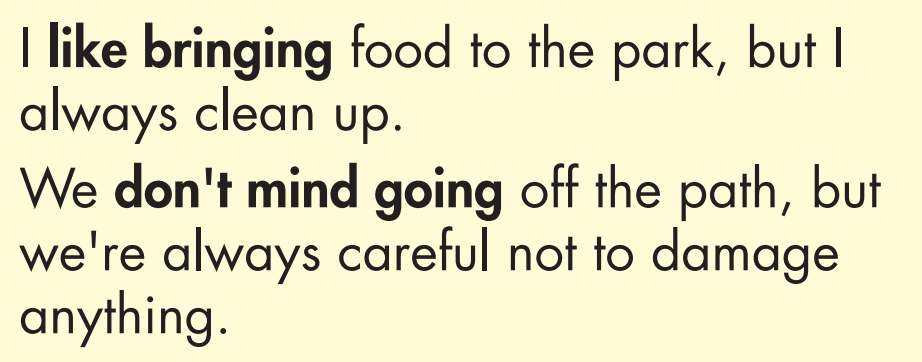 I like bringing food to the park, but I
always clean up.
We don't mind going off the path, but
we're always careful not to damage
anything.